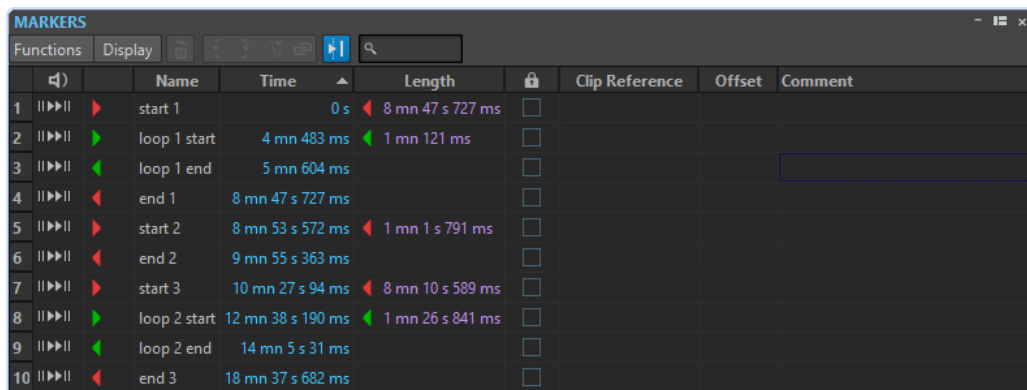 MARKERS
Functions Display
Name Time Length Clip Reference Offset Comment
1 start 1 0 s 8 mn 47 s 727 ms
2 loop 1 start 4 mn 483 ms 1 mn 121 ms
3 loop 1 end 5 mn 604 ms
4 end 1 8 mn 47 s 727 ms
5 start 2 8 mn 53 s 572 ms 1 mn 1 s 791 ms
6 end 2 9 mn 55 s 363 ms
7 start 3 10 mn 27 s 94 ms 8 mn 10 s 589 ms
8 loop 2 start 12 mn 38 s 190 ms 1 mn 26 s 841 ms
9 loop 2 end 14 mn 5 s 31 ms
10 end 3 18 mn 37 s 682 ms